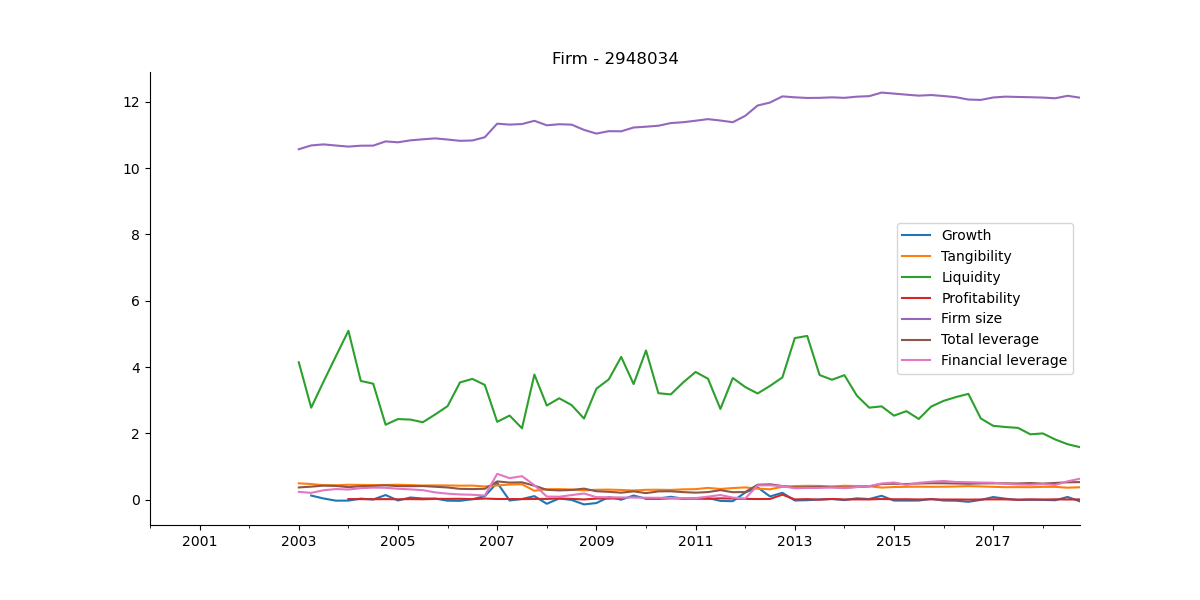 Firm - 2948034
12
10
8
6
4
2
0
Growth
Tangibility
Liquidity
Profitability
Firm size
Total leverage
Financial leverage
2001 2003 2005 2007 2009 2011 2013 2015 2017